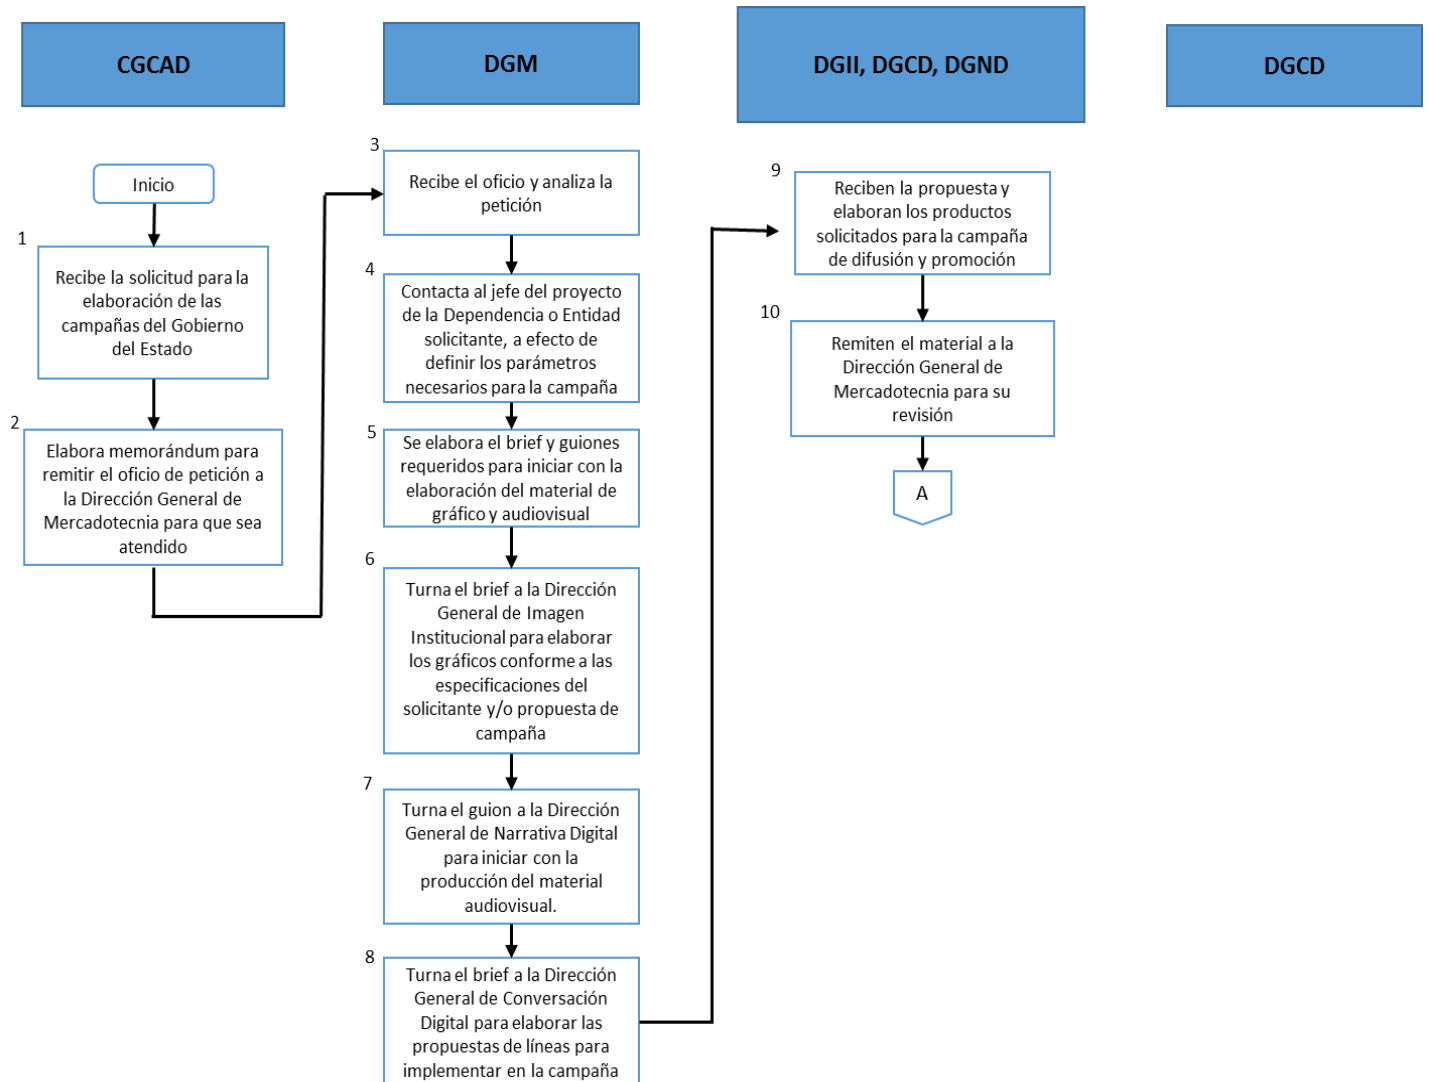 CGCAD
DGM
DGII, DGCD, DGND
DGCD
Inicio
1
Recibe la solicitud para la
elaboración de las
campañas del Gobierno
del Estado
2
Elabora memorándum para
remitir el oficio de petición a
la Dirección General de
Mercadotecnia para que sea
atendido
3
Recibe el oficio y analiza la
petición
4
Contacta al jefe del proyecto
de la Dependencia o Entidad
solicitante, a efecto de
definir los parámetros
necesarios para la campaña
5
Se elabora el brief y guiones
requeridos para iniciar con la
elaboración del material de
gráfico y audiovisual
6
Turna el brief a la Dirección
General de Imagen
Institucional para elaborar
los gráficos conforme a las
especificaciones del
solicitante y/o propuesta de
campaña
7
Turna el guion a la Dirección
General de Narrativa Digital
para iniciar con la
producción del material
audiovisual.
8
Turna el brief a la Dirección
General de Conversación
Digital para elaborar las
propuestas de líneas para
implementar en la campaña
9
Reciben la propuesta y
elaboran los productos
solicitados para la campaña
de difusión y promoción
10
Remiten el material a la
Dirección General de
Mercadotecnia para su
revisión
A